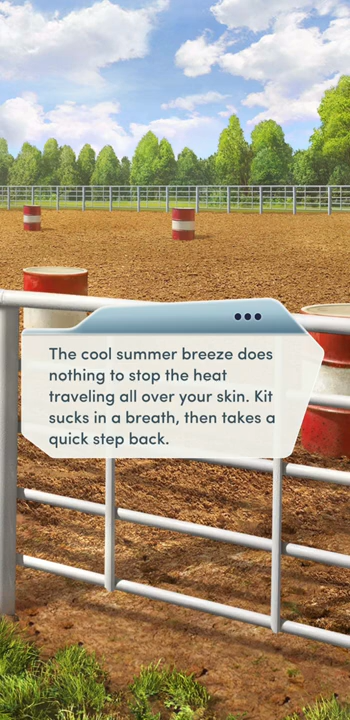 The cool summer breeze does
nothing to stop the heat
traveling all over your skin. Kit
sucks in a breath, then takes a
quick step back.